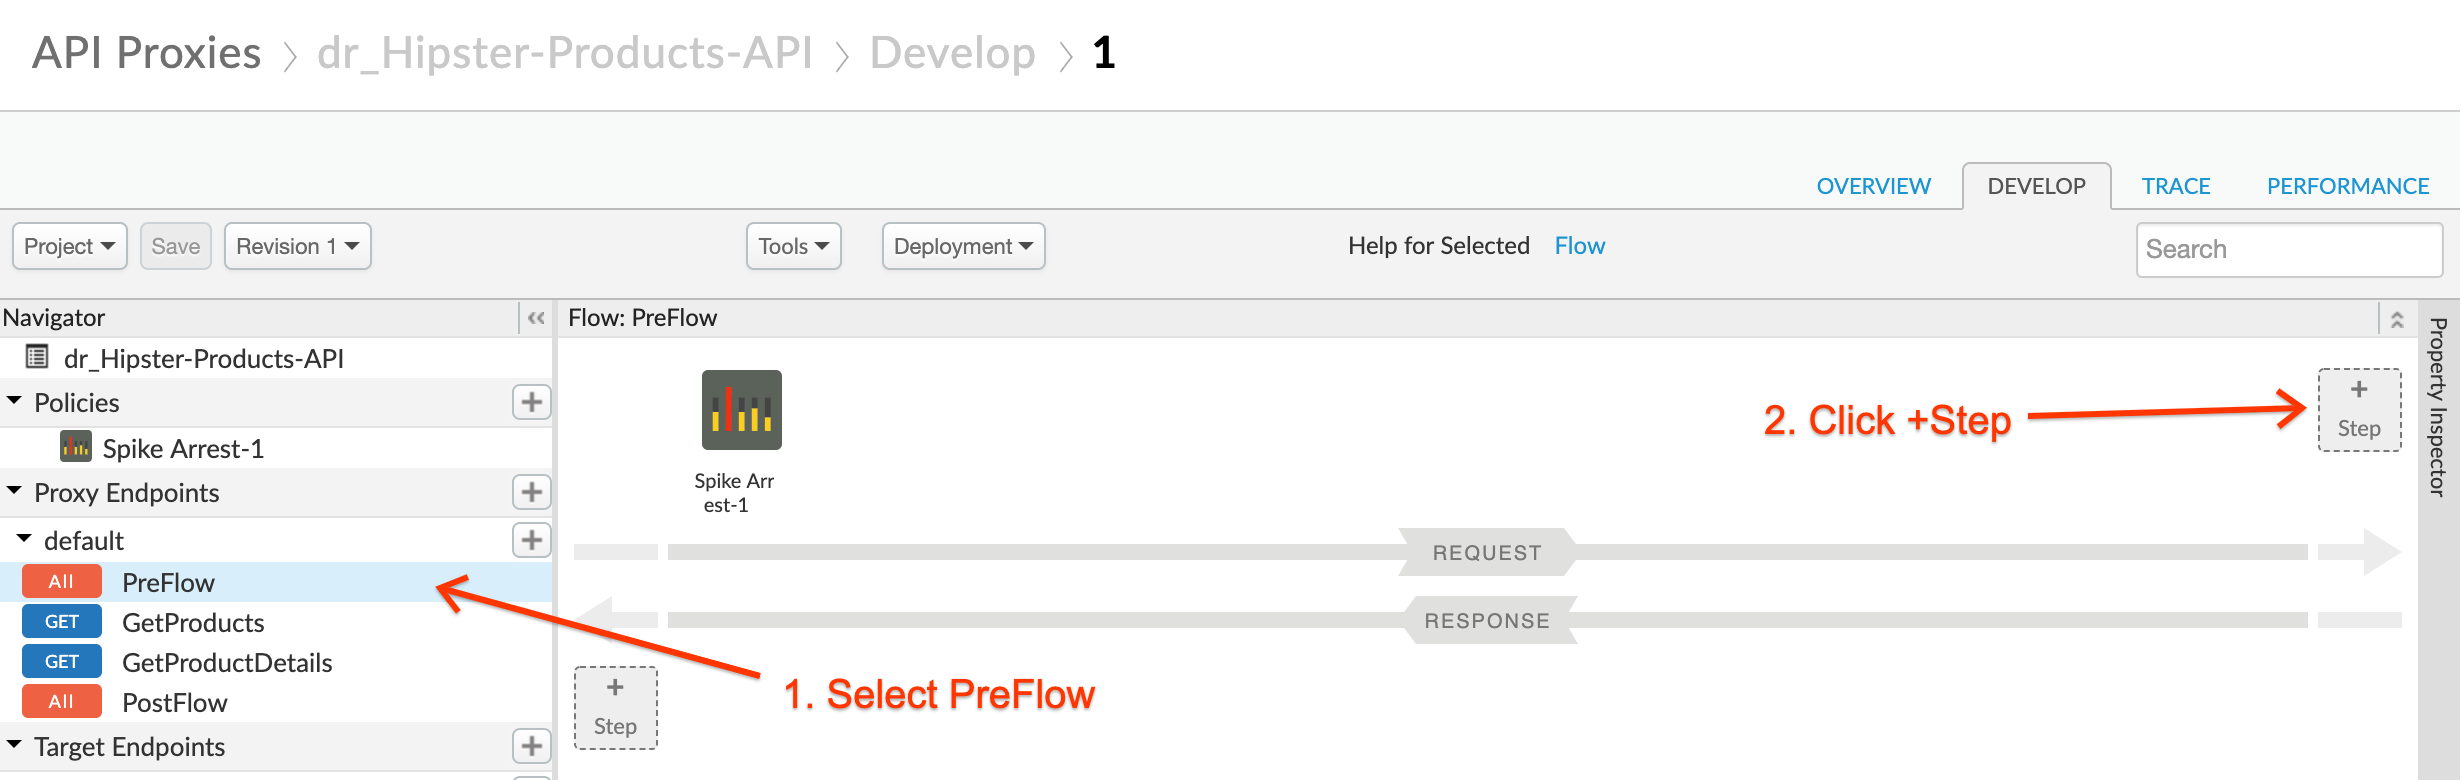 API Proxies > dr_Hipster-Products-API > Develop > 1
OVERVIEW DEVELOP TRACE PERFORMANCE
Project Save Revision 1 Tools Deployment Help for Selected Flow Search
Navigator
Flow: PreFlow
Property Inspector
dr_Hipster-Products-API
Policies
Spike Arrest-1
Proxy Endpoints
default
All PreFlow
GET GetProducts
GET GetProductDetails
All PostFlow
Target Endpoints
Spike Arr
est-1
2. Click +Step
+
Step
REQUEST
RESPONSE
1. Select PreFlow
+
Step